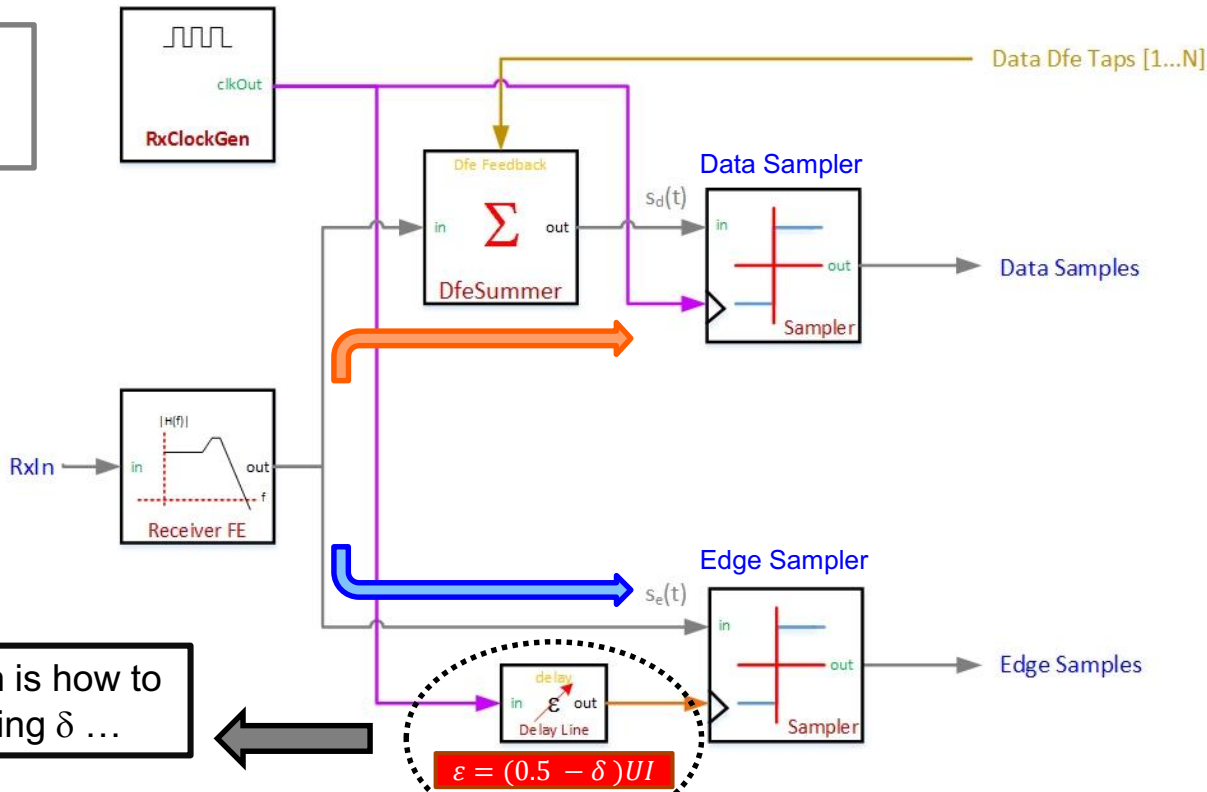 clkOut
RxClockGen
Data Dfe Taps [1...N]
Dfe Feedback
in
Σ
out
DfeSummer
s_d(t)
Data Sampler
in
out
Sampler
Data Samples
RxIn
|H(f)|
in
out
f
Receiver FE
Edge Sampler
s_e(t)
in
out
Sampler
Edge Samples
is how to
ing δ ...
delay
in
ε
out
Delay Line
ε = (0.5 − δ )UI